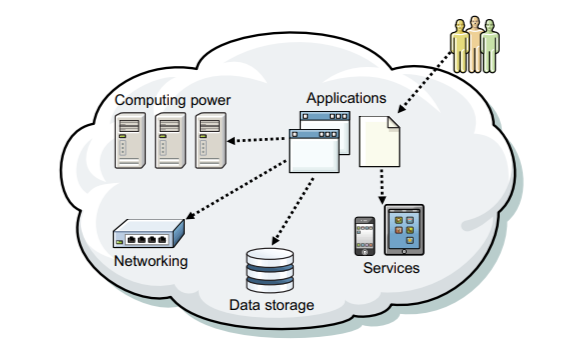 Computing power
Applications
Networking
Services
Data storage